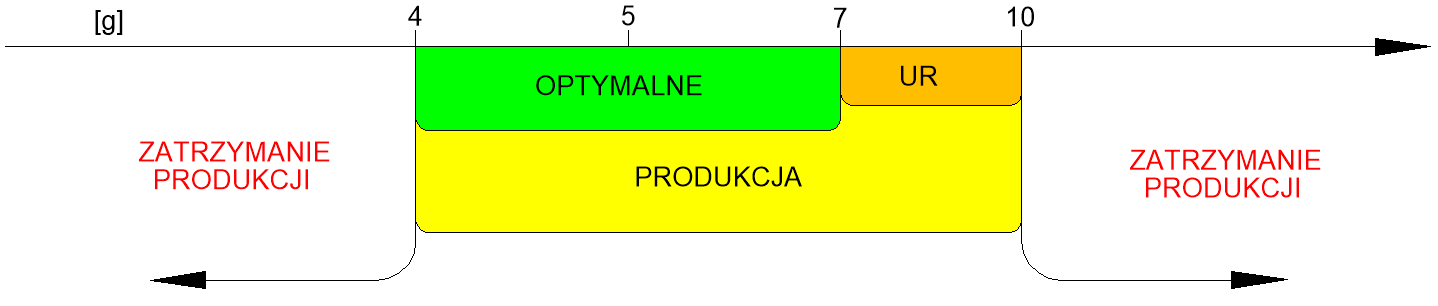 [g] 4 5 7 10
OPTYMALNE UR
ZATRZYMANIE
PRODUKCJI
PRODUKCJA
ZATRZYMANIE
PRODUKCJI